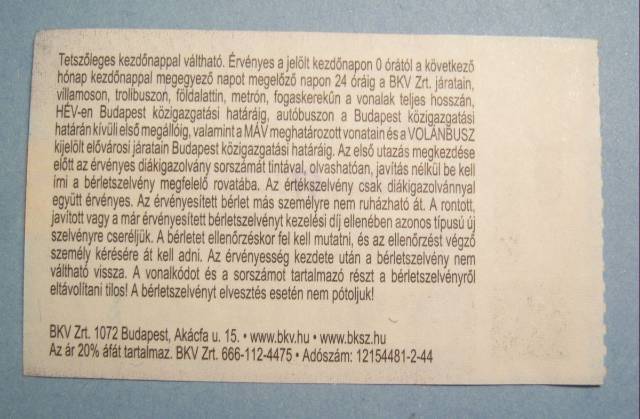 Tetszőleges kezdőnappal váltható. Érvényes a jelölt kezdőnapon 0 órától a következő
hónap kezdőnappal megegyező napot megelőző napon 24 óráig a BKV Zrt. járatain,
villamoson, trolibuszon, földalattin, metrón, fogaskerekűn a vonalak teljes hosszán,
HÉV-en Budapest közigazgatási határáig, autóbuszon a Budapest közigazgatási
határán kívüli első megállóig, valamint a MÁV meghatározott vonatain és a VOLÁNBUSZ
kijelölt elővárosi járatain Budapest közigazgatási határáig. Az első utazás megkezdése
előtt az érvényes diákigazolvány sorszámát tintával, olvashatóan, javítás nélkül be kell
írni a bérletszelvény megfelelő rovatába. Az értékszelvény csak diákigazolvánnyal
együtt érvényes. Az érvényesített bérlet más személyre nem ruházható át. A rontott,
javított vagy a már érvényesített bérletszelvényt kezelési díj ellenében azonos típusú új
szelvényre cseréljük. A bérletet ellenőrzéskor fel kell mutatni, és az ellenőrzést végző
személy kérésére át kell adni. Az érvényesség kezdete után a bérletszelvény nem
váltható vissza. A vonalkódot és a sorszámot tartalmazó részt a bérletszelvényről
eltávolítani tilos! A bérletszelvényt elvesztés esetén nem pótoljuk!
BKV Zrt. 1072 Budapest, Akácfa u. 15. • www.bkv.hu • www.bksz.hu
Az ár 20% áfát tartalmaz. BKV Zrt. 666-112-4475 • Adószám: 12154481-2-44